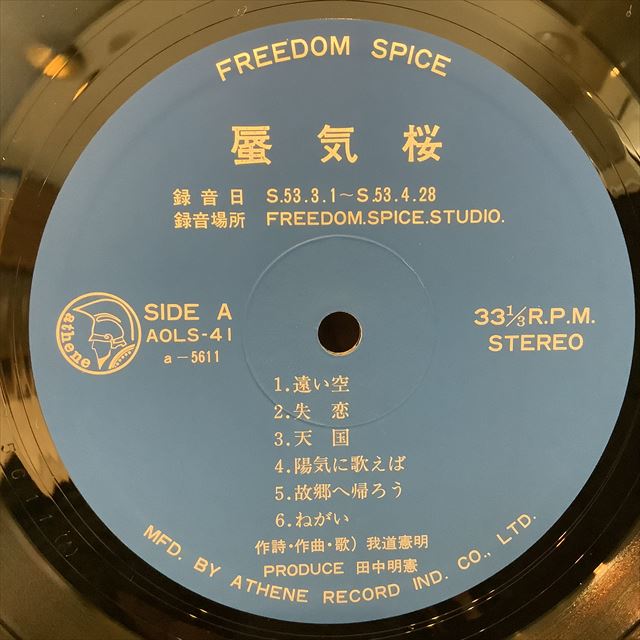 FREEDOM SPICE
蜃気桜
録音日 S.53.3.1～S.53.4.28
録音場所 FREEDOM.SPICE.STUDIO.
athene
SIDE A
AOLS-41
a-5611
33⅓R.P.M.
STEREO
1.遠い空
2.失恋
3.天国
4.陽気に歌えば
5.故郷へ帰ろう
6.ねがい
作詩・作曲・歌）我道憲明
PRODUCE 田中明憲
MFD. BY ATHENE RECORD IND. CO., LTD.